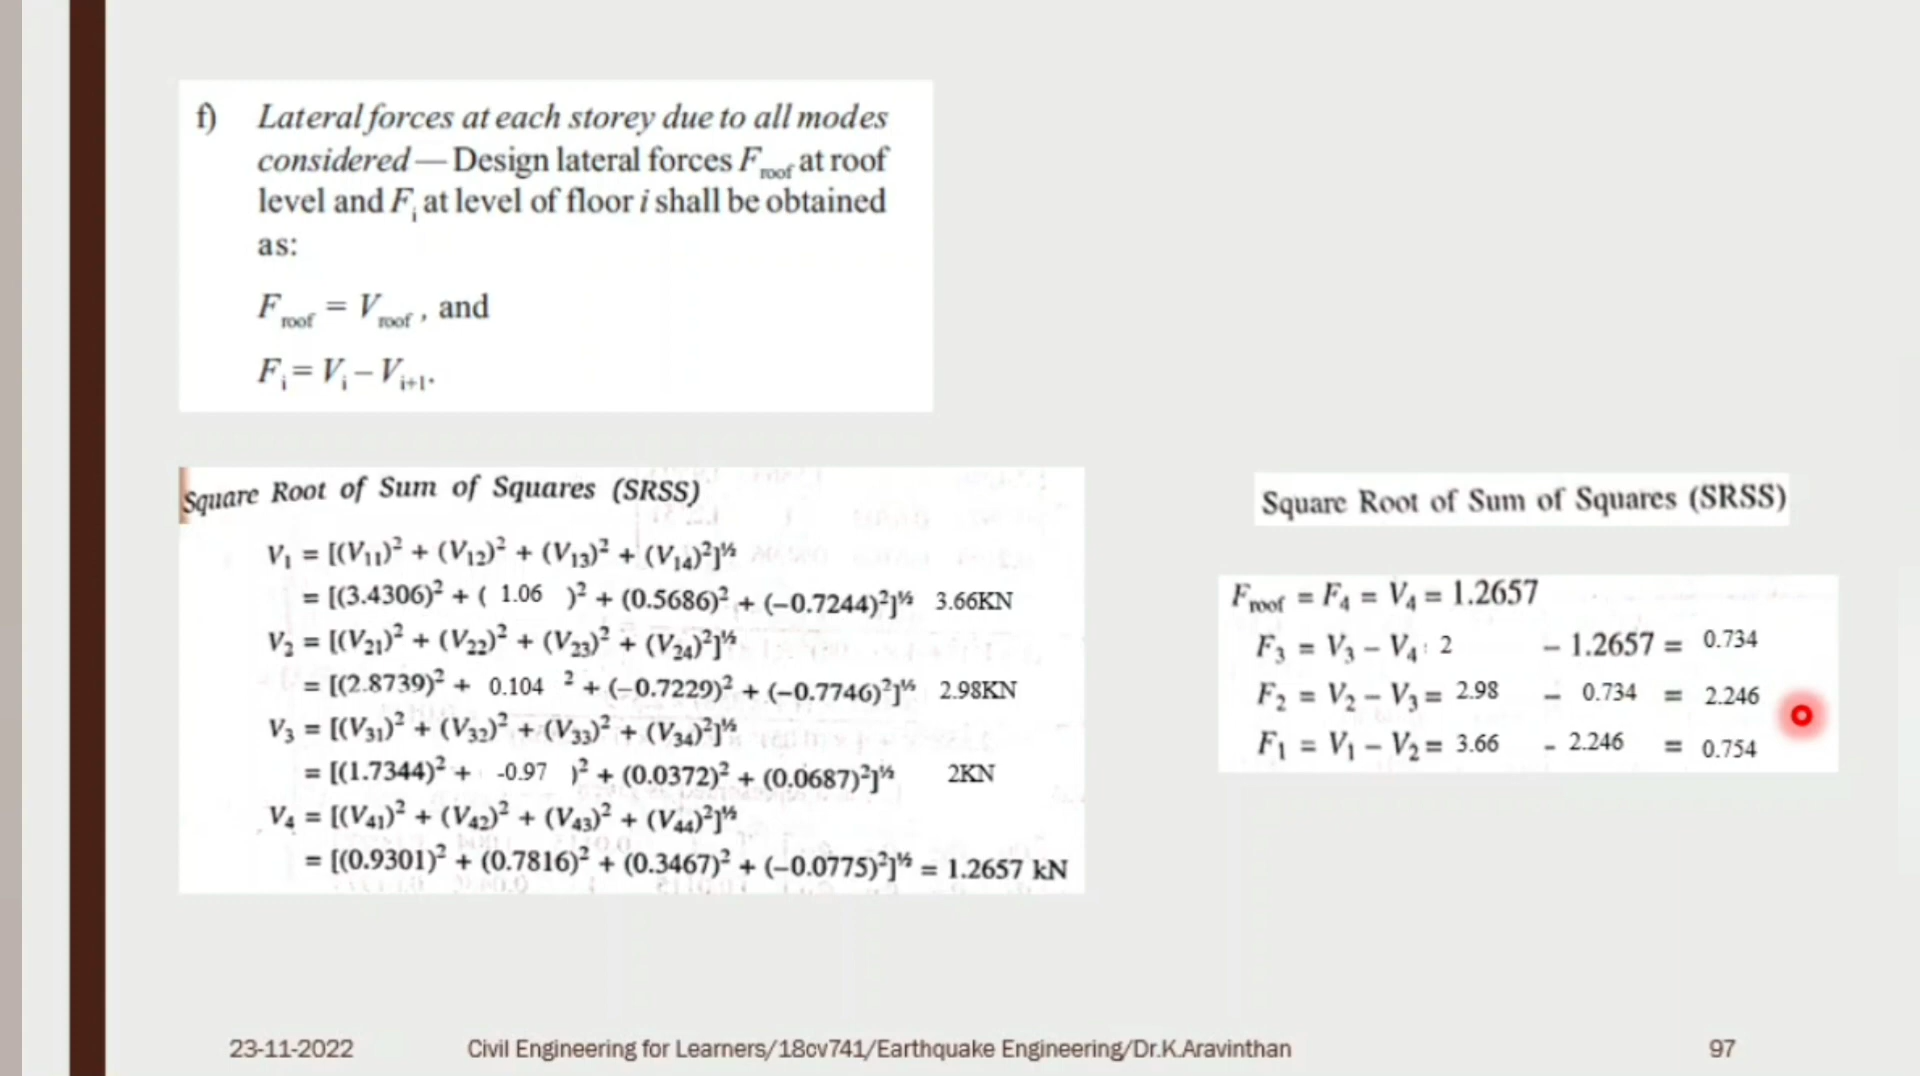 f) Lateral forces at each storey due to all modes
considered — Design lateral forces F_roof at roof
level and F_i at level of floor i shall be obtained
as:
F_roof = V_roof , and
F_i = V_i – V_i+1.
Square Root of Sum of Squares (SRSS)
V₁ = [(V₁₁)² + (V₁₂)² + (V₁₃)² + (V₁₄)²]^½
= [(3.4306)² + ( 1.06 )² + (0.5686)² + (–0.7244)²]^½ 3.66KN
V₂ = [(V₂₁)² + (V₂₂)² + (V₂₃)² + (V₂₄)²]^½
= [(2.8739)² + 0.104 ² + (–0.7229)² + (–0.7746)²]^½ 2.98KN
V₃ = [(V₃₁)² + (V₃₂)² + (V₃₃)² + (V₃₄)²]^½
= [(1.7344)² + -0.97 )² + (0.0372)² + (0.0687)²]^½ 2KN
V₄ = [(V₄₁)² + (V₄₂)² + (V₄₃)² + (V₄₄)²]^½
= [(0.9301)² + (0.7816)² + (0.3467)² + (–0.0775)²]^½ = 1.2657 kN
Square Root of Sum of Squares (SRSS)
F_roof = F₄ = V₄ = 1.2657
F₃ = V₃ – V₄ 2 – 1.2657 = 0.734
F₂ = V₂ – V₃ = 2.98 – 0.734 = 2.246
F₁ = V₁ – V₂ = 3.66 - 2.246 = 0.754
23-11-2022
Civil Engineering for Learners/18cv741/Earthquake Engineering/Dr.K.Aravinthan
97